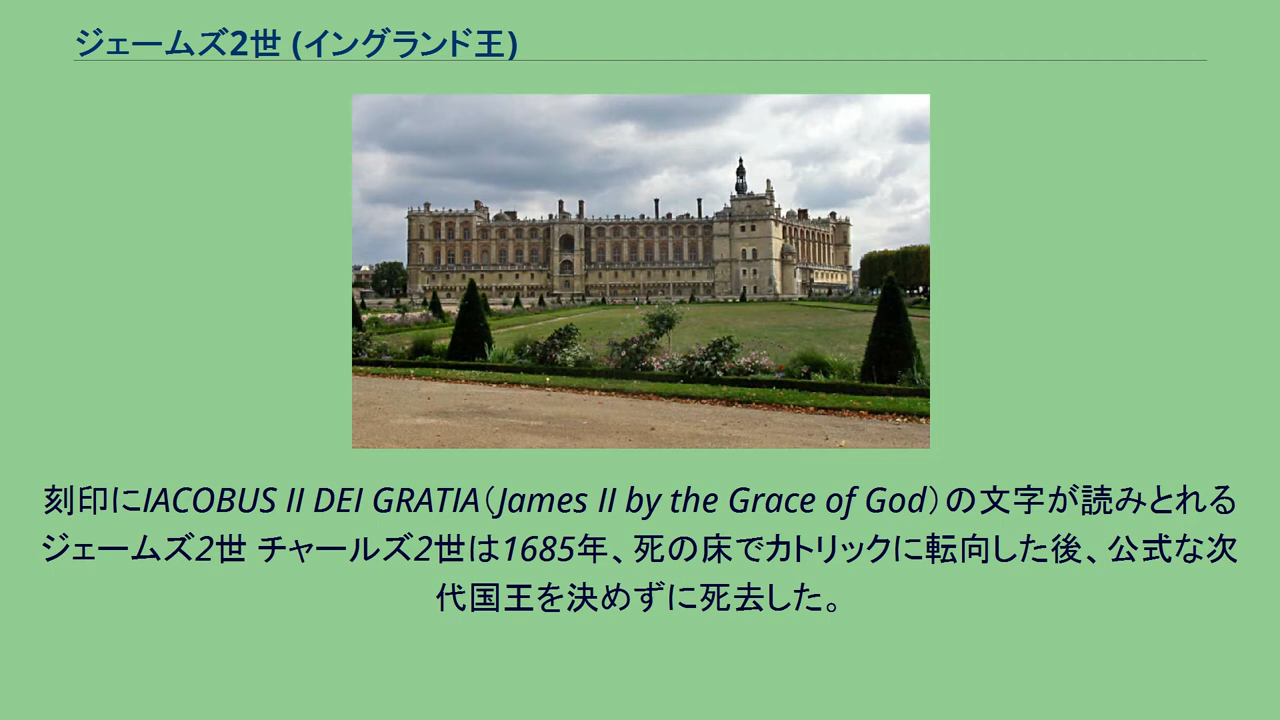 ジェームズ2世 (イングランド王)
刻印にIACOBUS II DEI GRATIA（James II by the Grace of God）の文字が読みとれる
ジェームズ2世 チャールズ2世は1685年、死の床でカトリックに転向した後、公式な次
代国王を決めずに死去した。